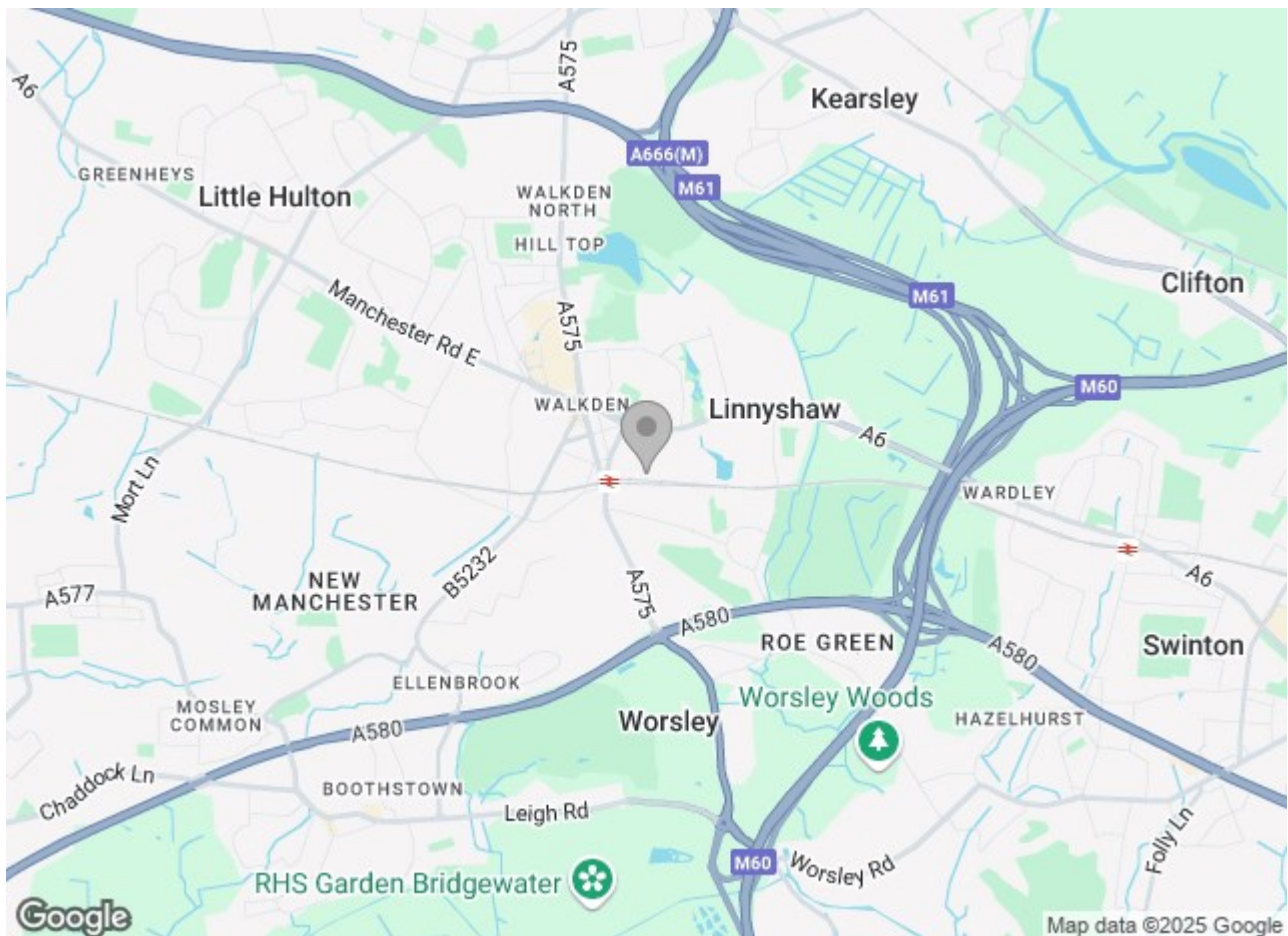 A575
A6
Kearsley
A666(M)
GREENHEYS
Little Hulton
M61
WALKDEN
NORTH
HILL TOP
Clifton
M61
Manchester Rd E
A575
M60
WALKDEN
Linnyshaw
A6
Mort Ln
WARDLEY
A577
NEW
MANCHESTER
B5232
A575
A6
A580
ROE GREEN
A580
Swinton
ELLENBROOK
MOSLEY
COMMON
Worsley
Worsley Woods
HAZELHURST
A580
Chaddock Ln
BOOTHSTOWN
Leigh Rd
Folly Ln
M60
Worsley Rd
RHS Garden Bridgewater
Google
Map data ©2025 Google